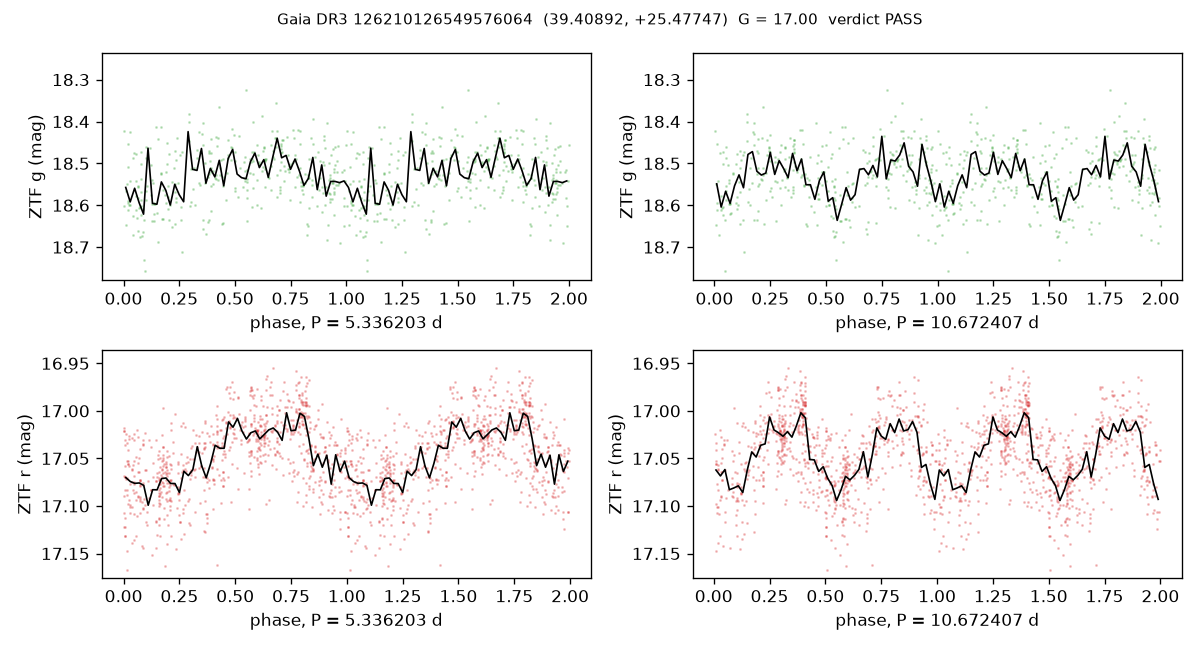 Gaia DR3 126210126549576064 (39.40892, +25.47747) G = 17.00 verdict PASS
ZTF g (mag)
18.3
18.4
18.5
18.6
18.7
0.00 0.25 0.50 0.75 1.00 1.25 1.50 1.75 2.00
phase, P = 5.336203 d
ZTF g (mag)
18.3
18.4
18.5
18.6
18.7
0.00 0.25 0.50 0.75 1.00 1.25 1.50 1.75 2.00
phase, P = 10.672407 d
ZTF r (mag)
16.95
17.00
17.05
17.10
17.15
0.00 0.25 0.50 0.75 1.00 1.25 1.50 1.75 2.00
phase, P = 5.336203 d
ZTF r (mag)
16.95
17.00
17.05
17.10
17.15
0.00 0.25 0.50 0.75 1.00 1.25 1.50 1.75 2.00
phase, P = 10.672407 d